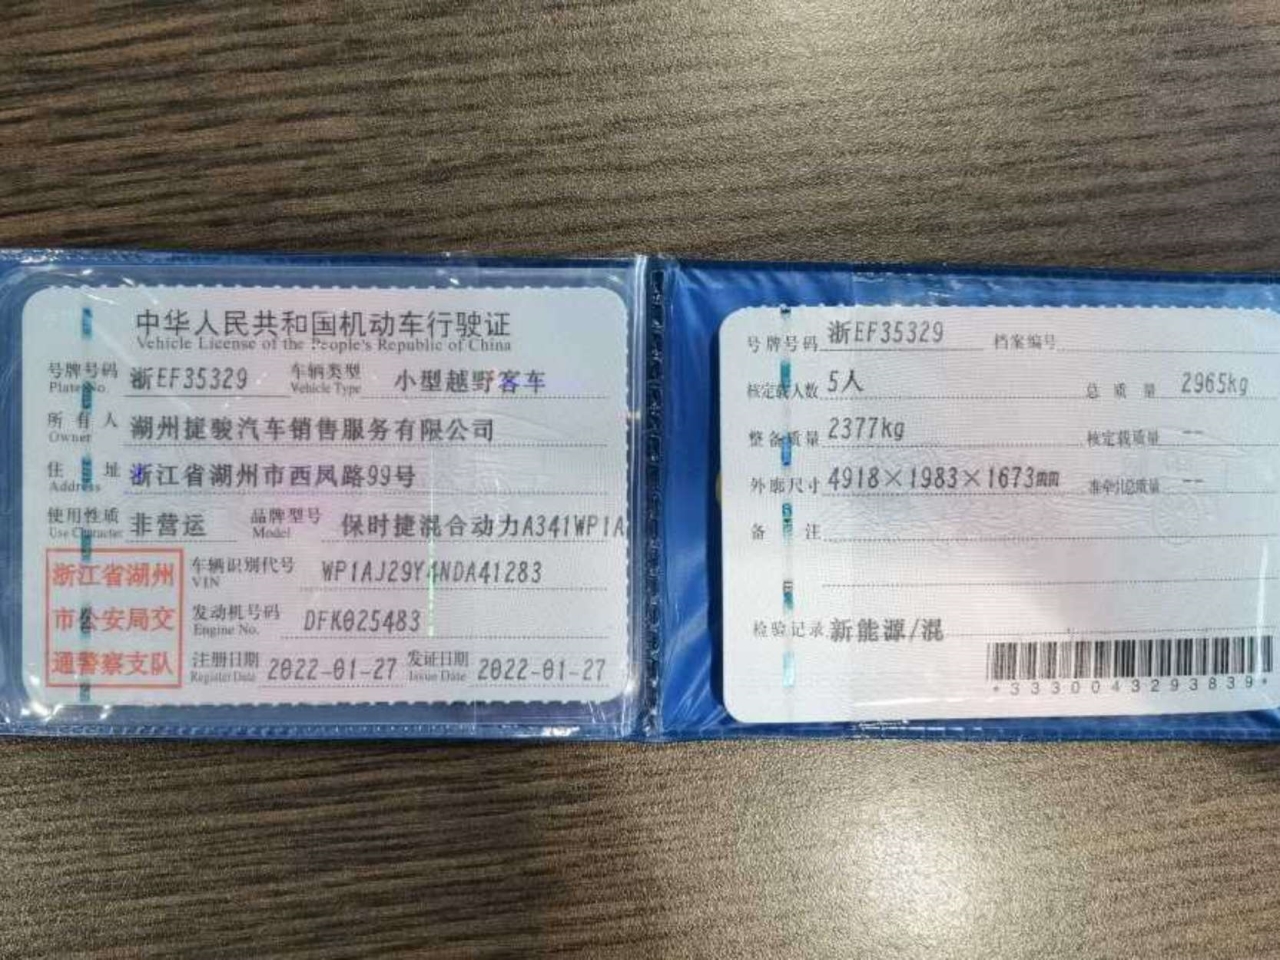 中华人民共和国机动车行驶证
Vehicle License of the People's Republic of China
号牌号码 浙EF35329 车辆类型 小型越野客车
Plate No. Vehicle Type
所有人 湖州捷骏汽车销售服务有限公司
Owner
住址 浙江省湖州市西凤路99号
Address
使用性质 非营运 品牌型号 保时捷混合动力A341WP1A
Use Character Model
浙江省湖州
市公安局交
通警察支队
车辆识别代号 WP1AJ29Y4NDA41283
VIN
发动机号码 DFK025483
Engine No.
注册日期 2022-01-27 发证日期 2022-01-27
Register Date Issue Date
号牌号码 浙EF35329 档案编号
核定载人数 5人 总质量 2965kg
整备质量 2377kg 核定载质量 --
外廓尺寸 4918×1983×1673mm 准牵引总质量 --
备注
检验记录 新能源/混
*3330043293839*